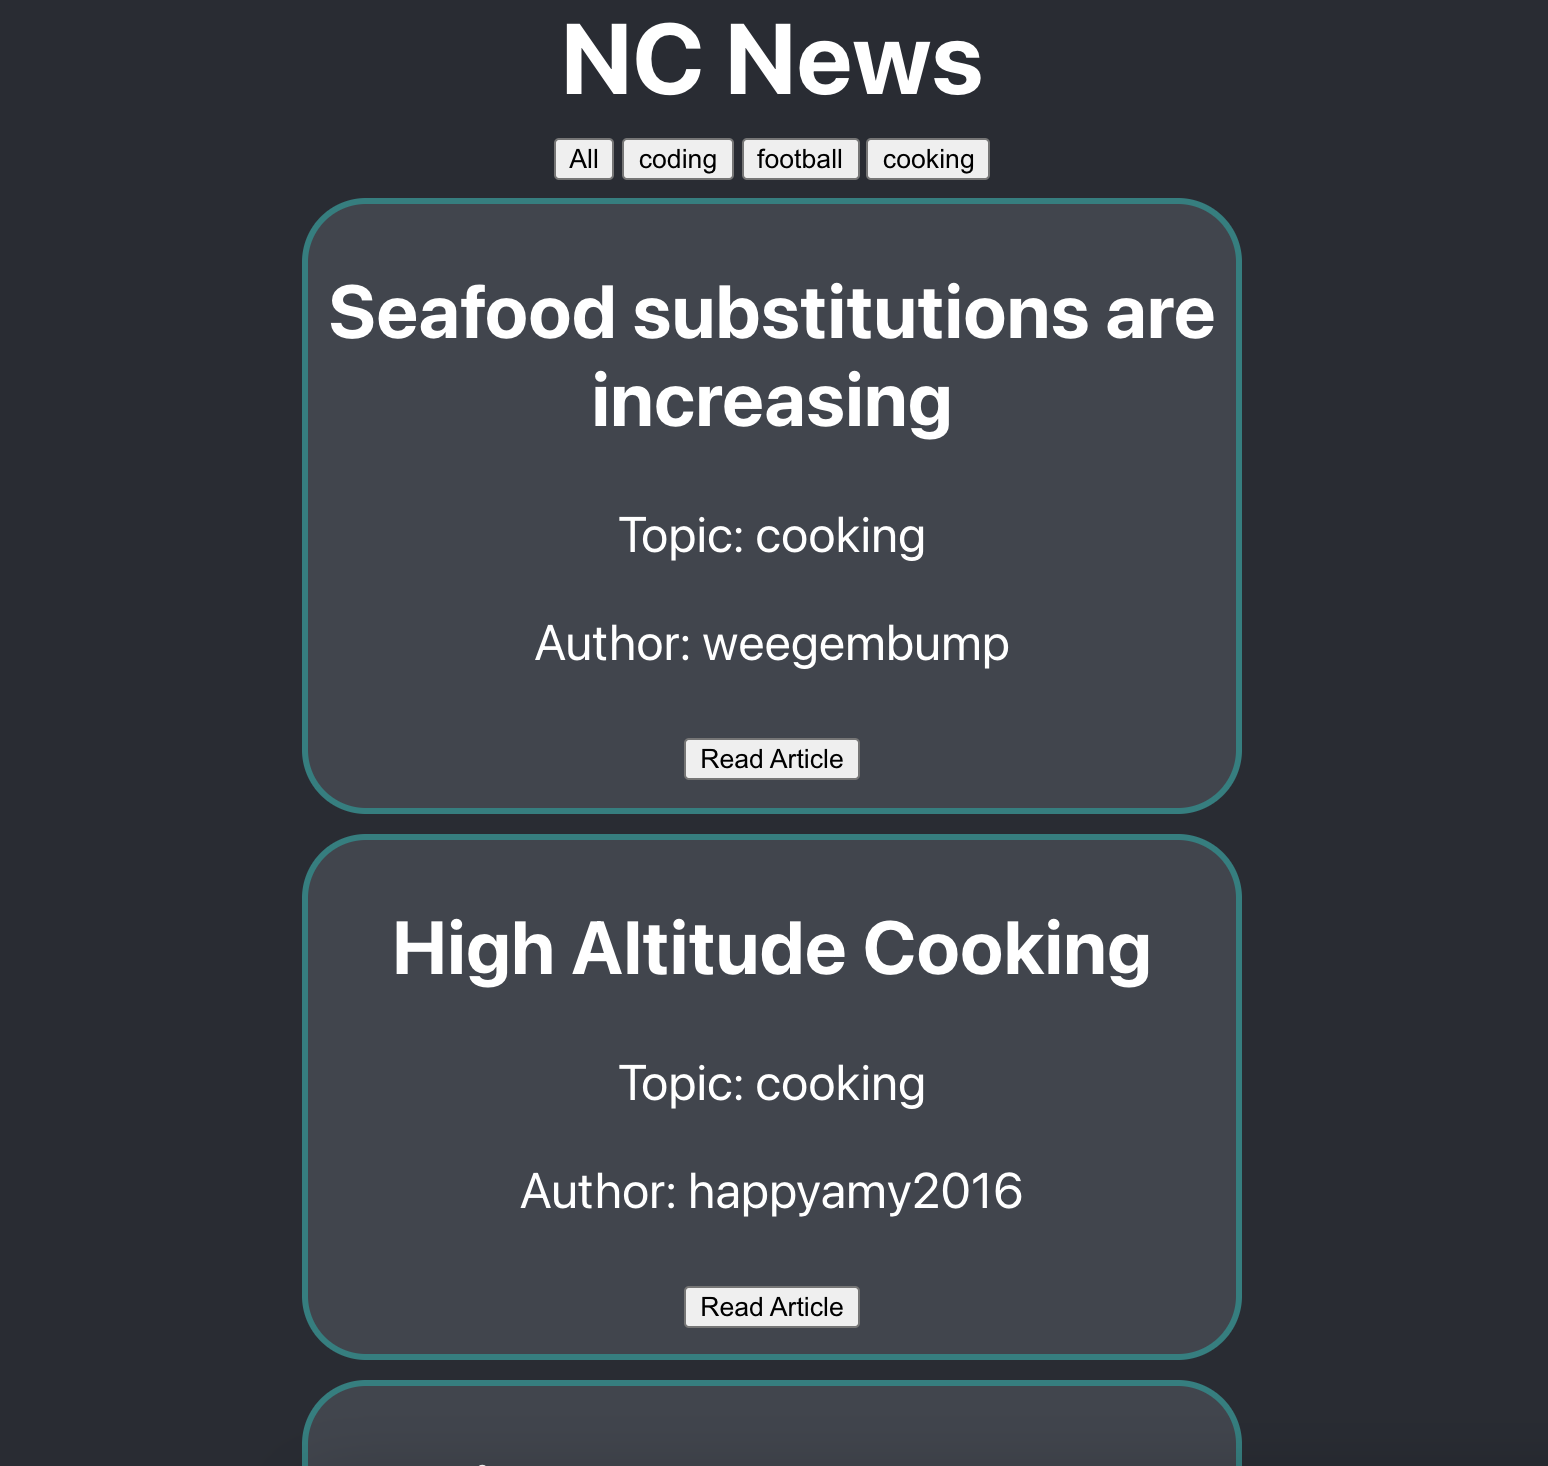 NC News
All coding football cooking
Seafood substitutions are
increasing
Topic: cooking
Author: weegembump
Read Article
High Altitude Cooking
Topic: cooking
Author: happyamy2016
Read Article